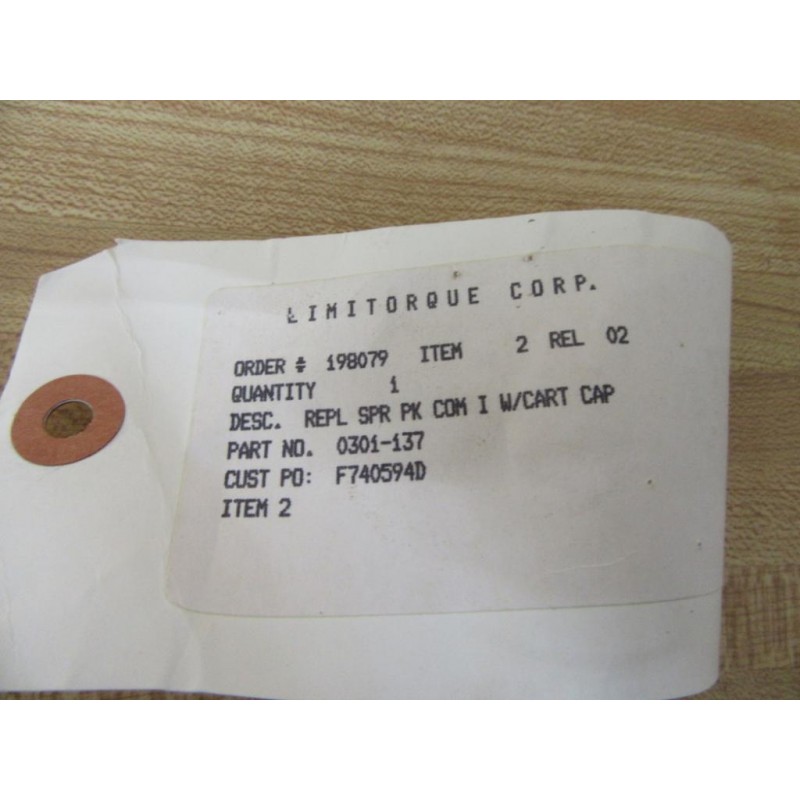 LIMITORQUE CORP.
ORDER # 198079 ITEM 2 REL 02
QUANTITY 1
DESC. REPL SPR PK COM I W/CART CAP
PART NO. 0301-137
CUST PO: F740594D
ITEM 2